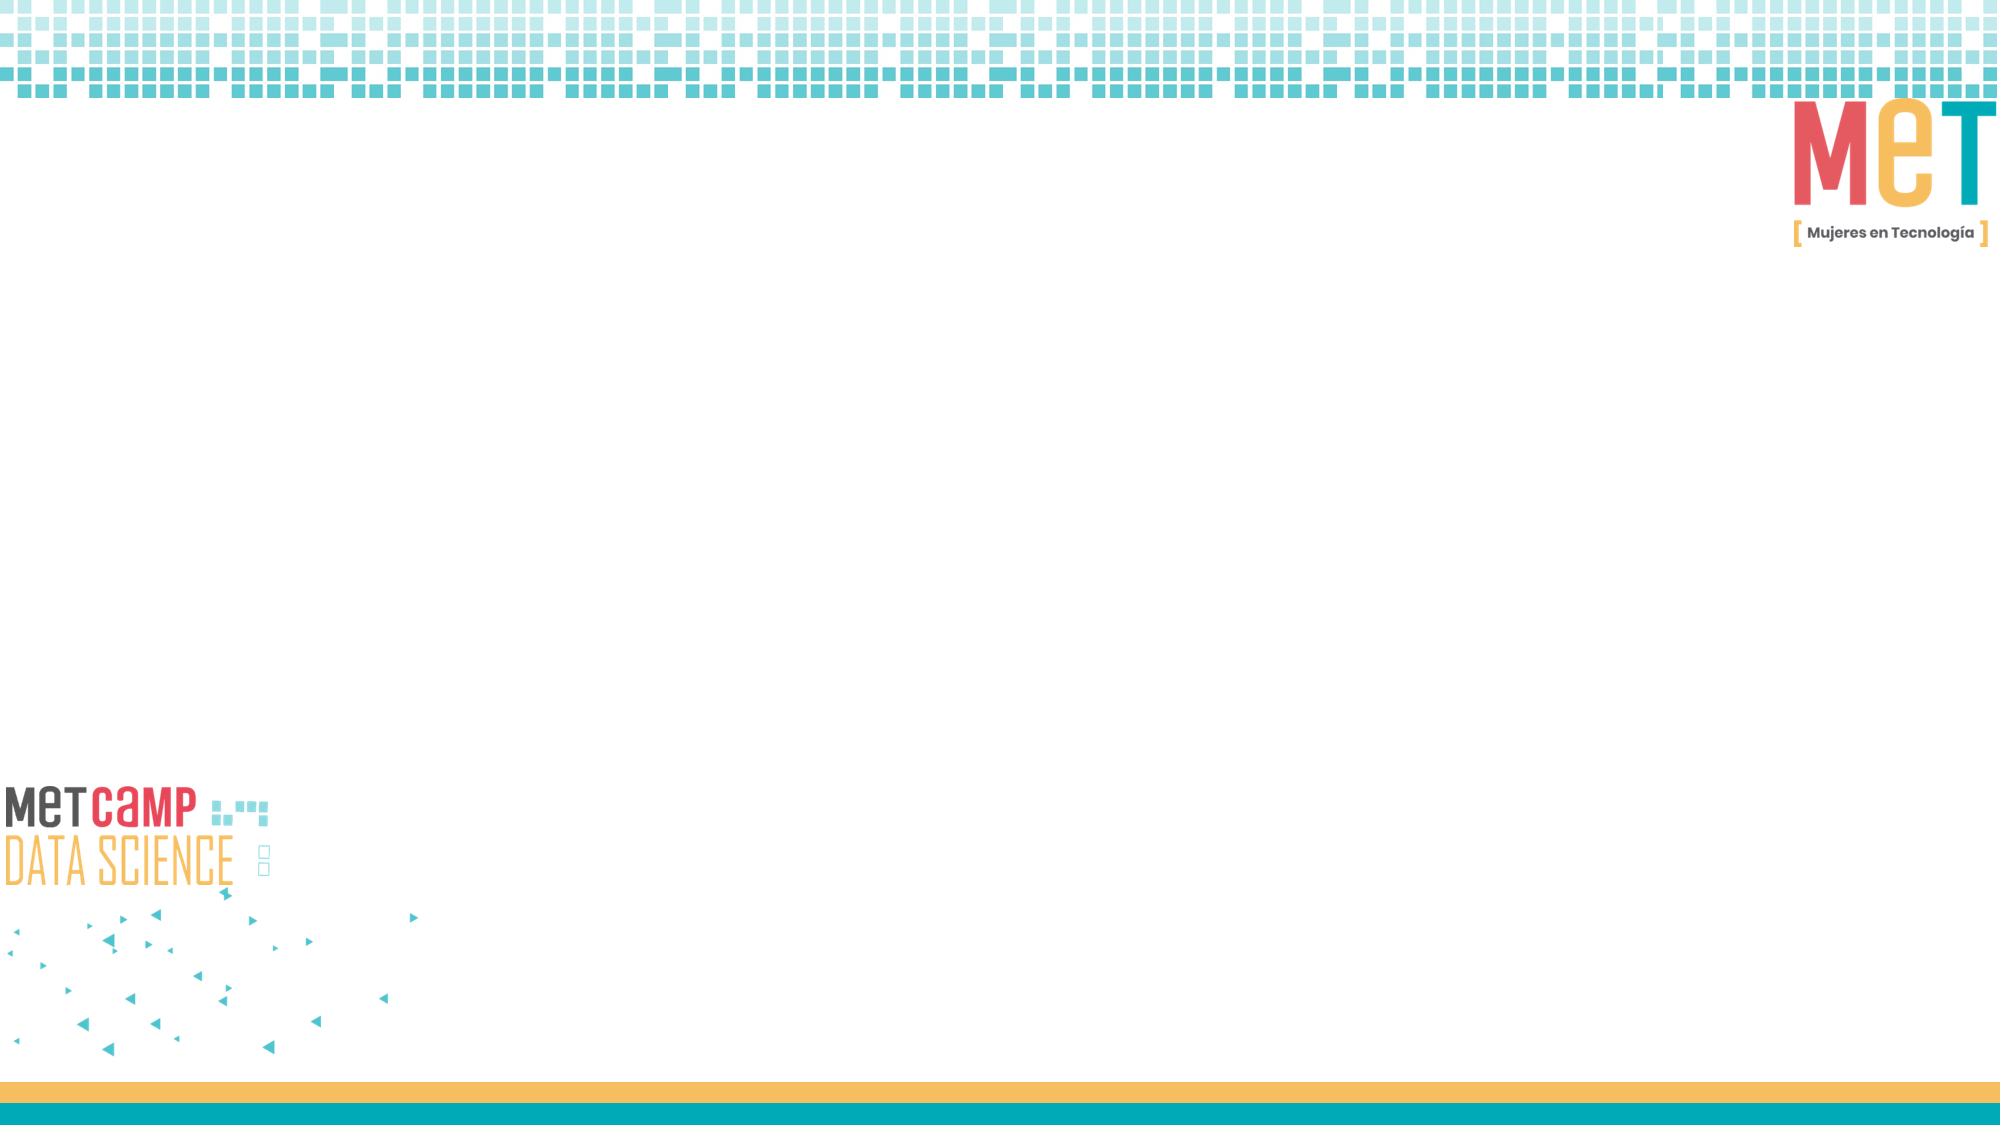 MeT
[ Mujeres en Tecnología ]
MeTCaMP
DATA SCIENCE